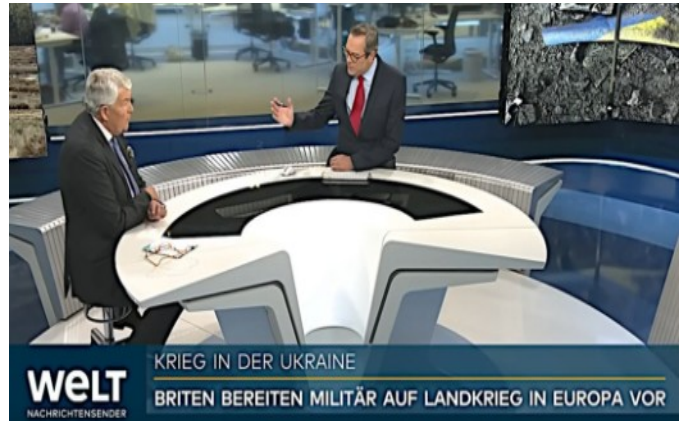 KRIEG IN DER UKRAINE
WELT
NACHRICHTENSENDER
BRITEN BEREITEN MILITÄR AUF LANDKRIEG IN EUROPA VOR